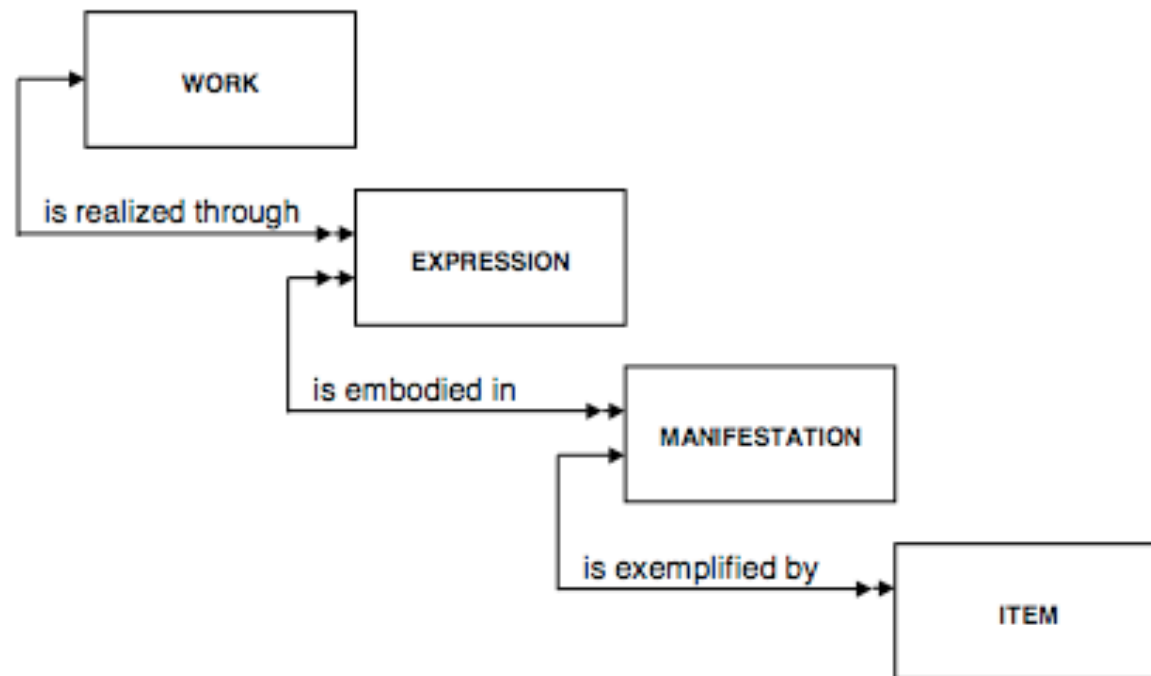 WORK
is realized through
EXPRESSION
is embodied in
MANIFESTATION
is exemplified by
ITEM